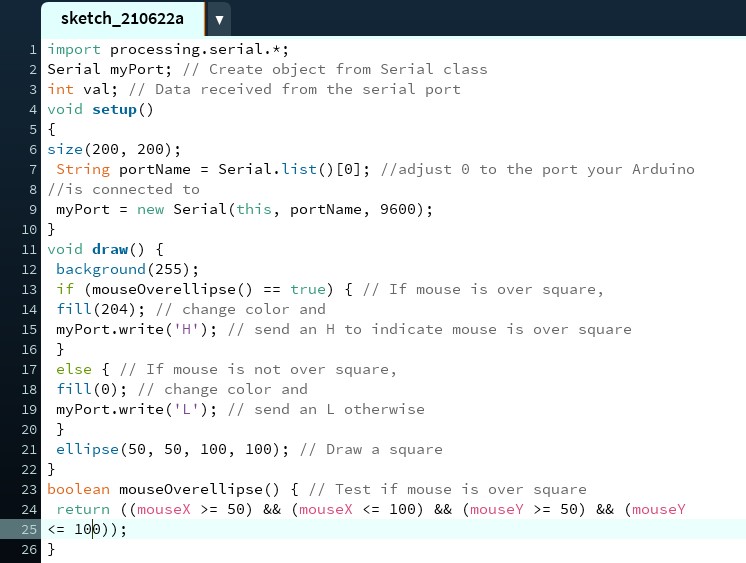 sketch_210622a ▼
1 import processing.serial.*;
2 Serial myPort; // Create object from Serial class
3 int val; // Data received from the serial port
4 void setup()
5 {
6 size(200, 200);
7 String portName = Serial.list()[0]; //adjust 0 to the port your Arduino
8 //is connected to
9 myPort = new Serial(this, portName, 9600);
10 }
11 void draw() {
12 background(255);
13 if (mouseOverellipse() == true) { // If mouse is over square,
14 fill(204); // change color and
15 myPort.write('H'); // send an H to indicate mouse is over square
16 }
17 else { // If mouse is not over square,
18 fill(0); // change color and
19 myPort.write('L'); // send an L otherwise
20 }
21 ellipse(50, 50, 100, 100); // Draw a square
22 }
23 boolean mouseOverellipse() { // Test if mouse is over square
24 return ((mouseX >= 50) && (mouseX <= 100) && (mouseY >= 50) && (mouseY
25 <= 100));
26 }